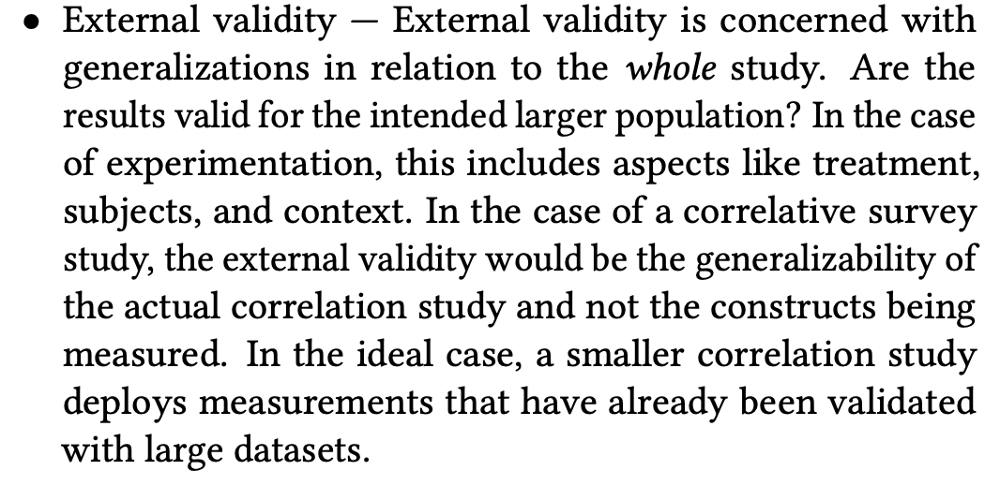 • External validity — External validity is concerned with
generalizations in relation to the whole study. Are the
results valid for the intended larger population? In the case
of experimentation, this includes aspects like treatment,
subjects, and context. In the case of a correlative survey
study, the external validity would be the generalizability of
the actual correlation study and not the constructs being
measured. In the ideal case, a smaller correlation study
deploys measurements that have already been validated
with large datasets.